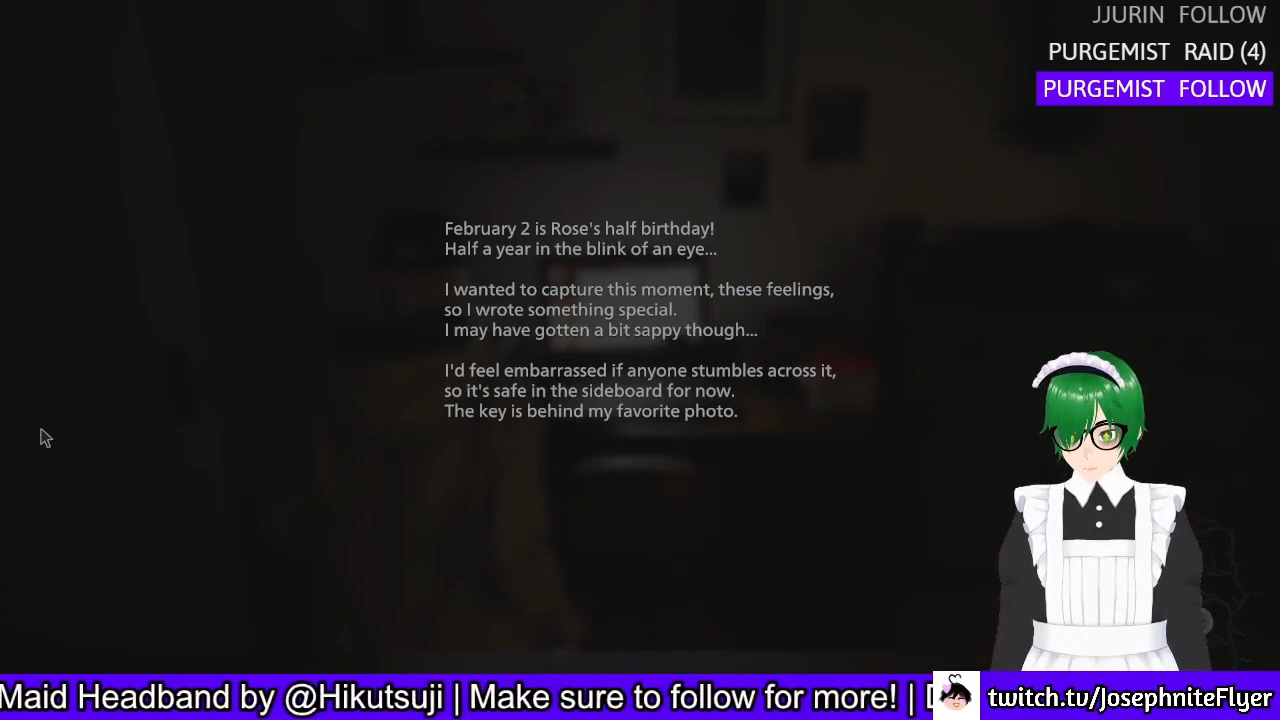 JJURIN FOLLOW
PURGEMIST RAID (4)
PURGEMIST FOLLOW
February 2 is Rose's half birthday!
Half a year in the blink of an eye...
I wanted to capture this moment, these feelings,
so I wrote something special.
I may have gotten a bit sappy though...
I'd feel embarrassed if anyone stumbles across it,
so it's safe in the sideboard for now.
The key is behind my favorite photo.
Maid Headband by @Hikutsuji | Make sure to follow for more! |
twitch.tv/JosephniteFlyer